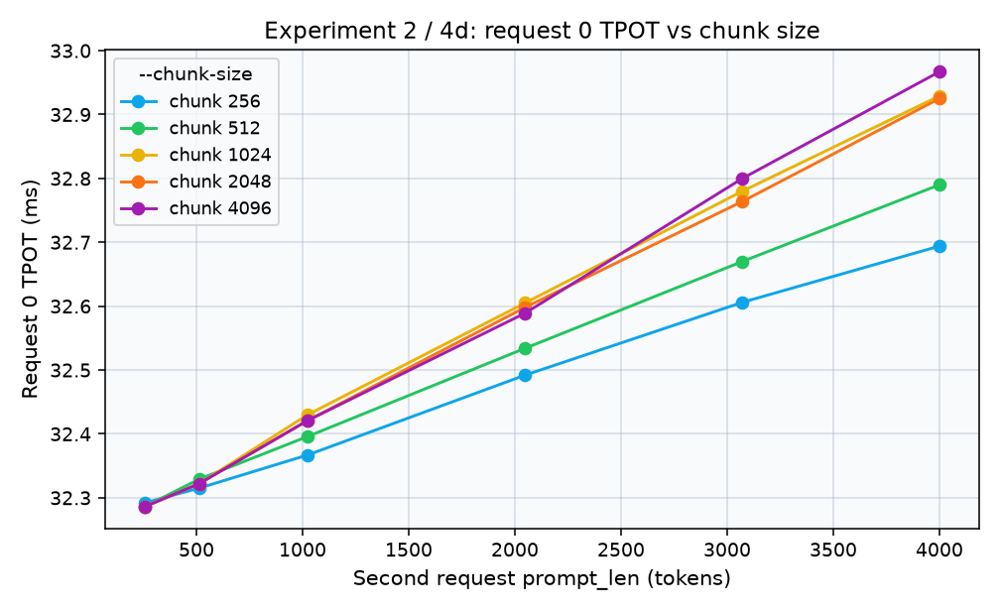 Experiment 2 / 4d: request 0 TPOT vs chunk size
33.0
32.9
32.8
32.7
32.6
32.5
32.4
32.3
Request 0 TPOT (ms)
--chunk-size
chunk 256
chunk 512
chunk 1024
chunk 2048
chunk 4096
500 1000 1500 2000 2500 3000 3500 4000
Second request prompt_len (tokens)